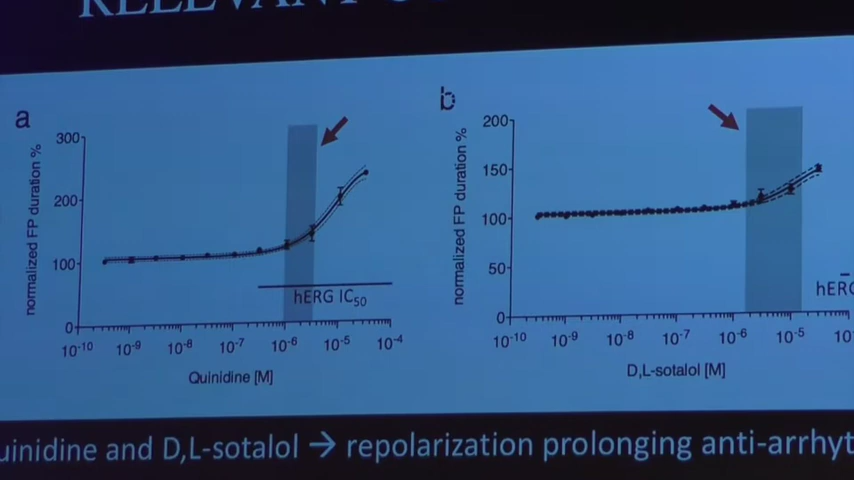 a
b
300
200
100
0
normalized FP duration %
hERG IC50
10-10 10-9 10-8 10-7 10-6 10-5 10-4
Quinidine [M]
200
150
100
50
0
normalized FP duration %
10-10 10-9 10-8 10-7 10-6 10-5
D,L-sotalol [M]
uinidine and D,L-sotalol → repolarization prolonging anti-arrhyt